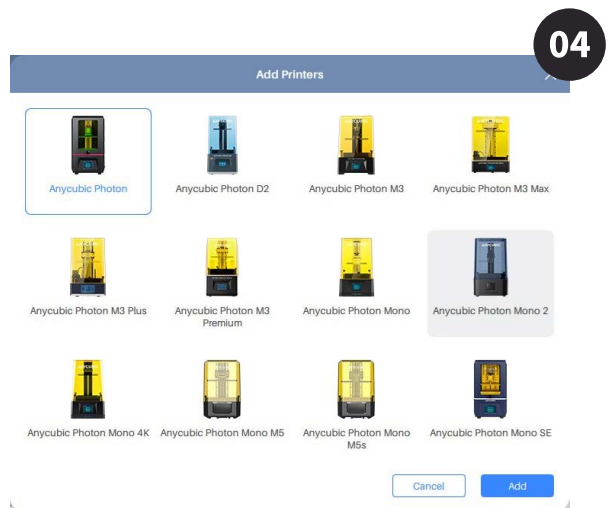 04
Add Printers
Anycubic Photon
Anycubic Photon D2
Anycubic Photon M3
Anycubic Photon M3 Max
Anycubic Photon M3 Plus
Anycubic Photon M3
Premium
Anycubic Photon Mono
Anycubic Photon Mono 2
Anycubic Photon Mono 4K
Anycubic Photon Mono M5
Anycubic Photon Mono
M5s
Anycubic Photon Mono SE
Cancel
Add